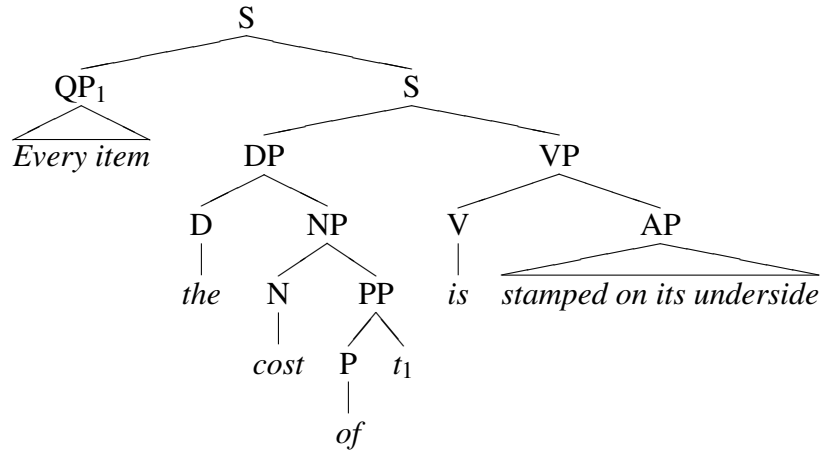 S
QP1 S
Every item DP VP
D NP V AP
the N PP is stamped on its underside
cost P t1
of